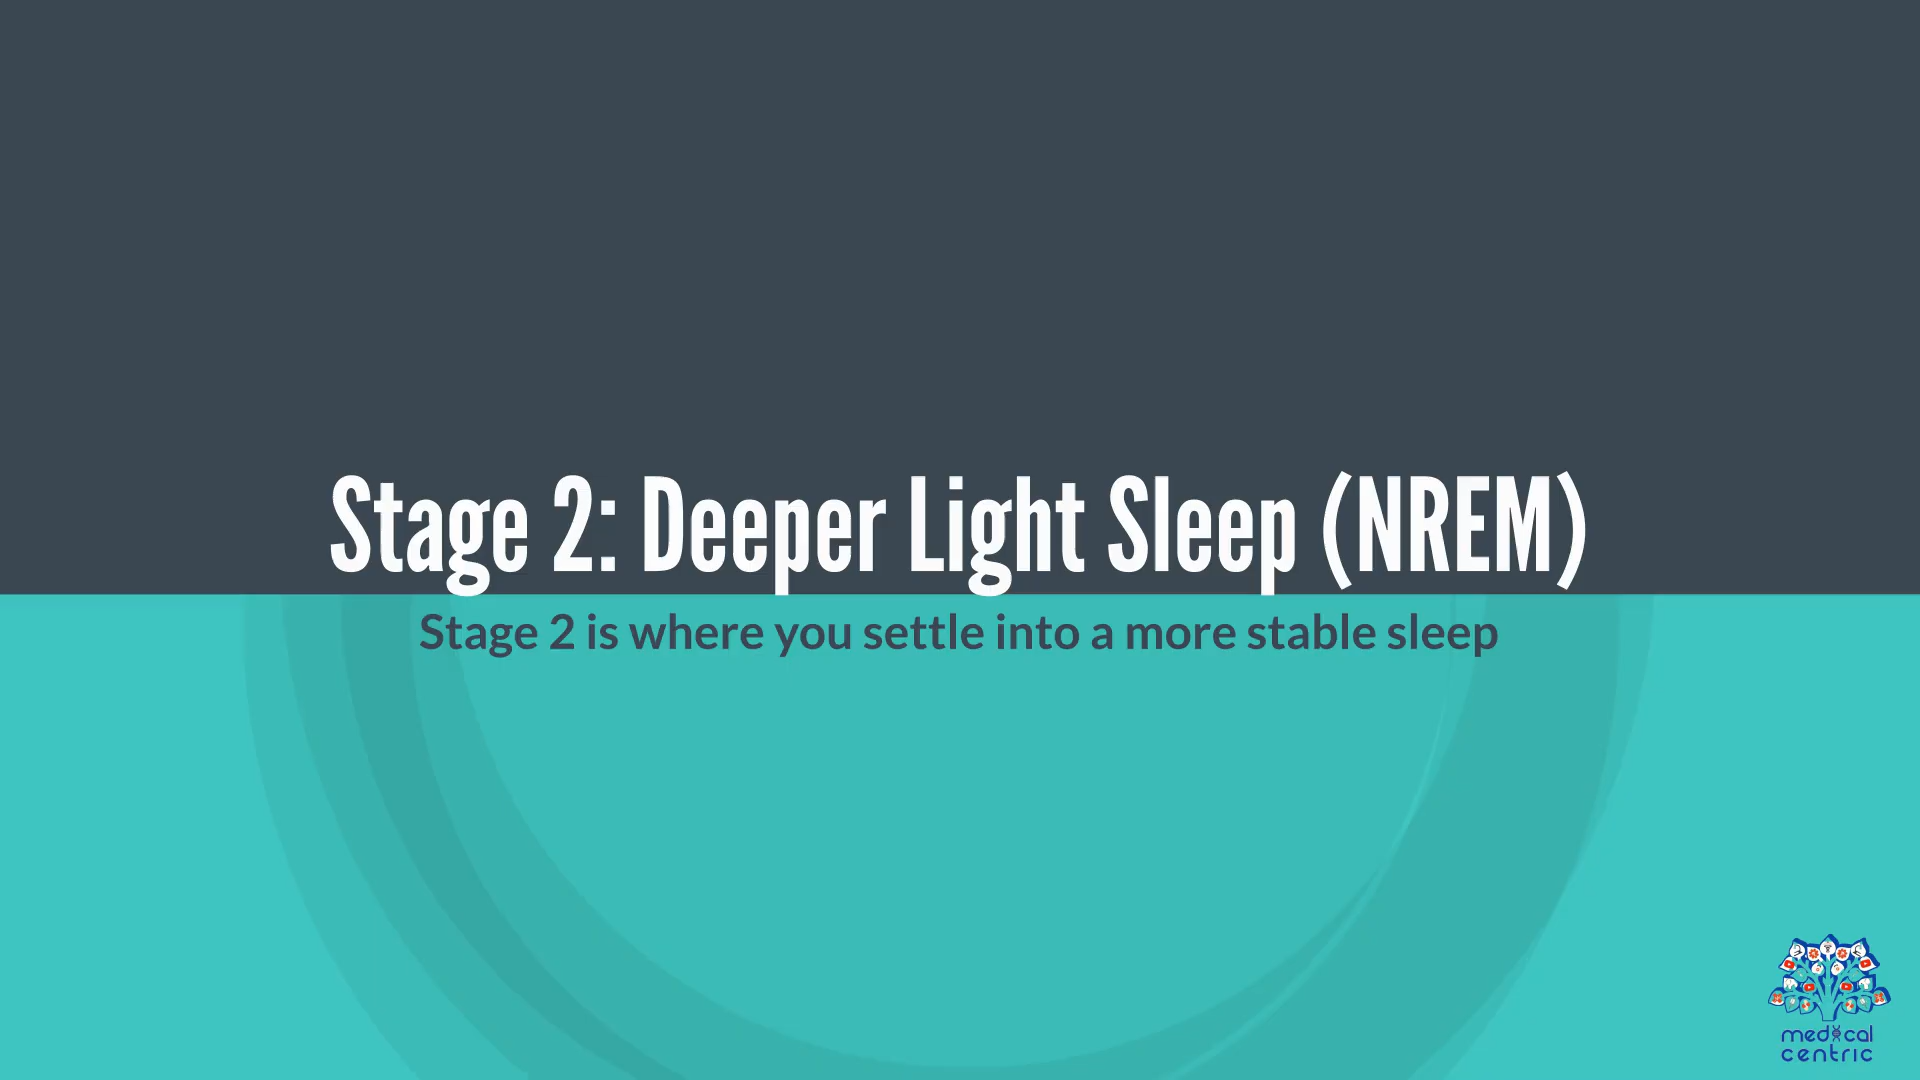 Stage 2: Deeper Light Sleep (NREM)
Stage 2 is where you settle into a more stable sleep
medical
centric